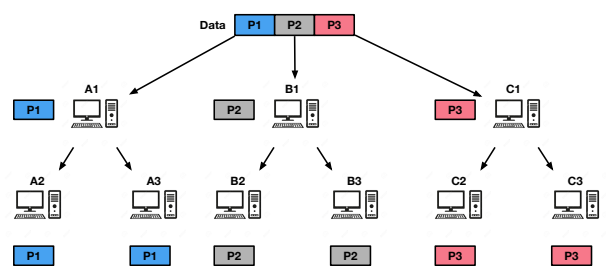 Data P1 P2 P3
A1 B1 C1
P1 P2 P3
A2 A3 B2 B3 C2 C3
P1 P1 P2 P2 P3 P3